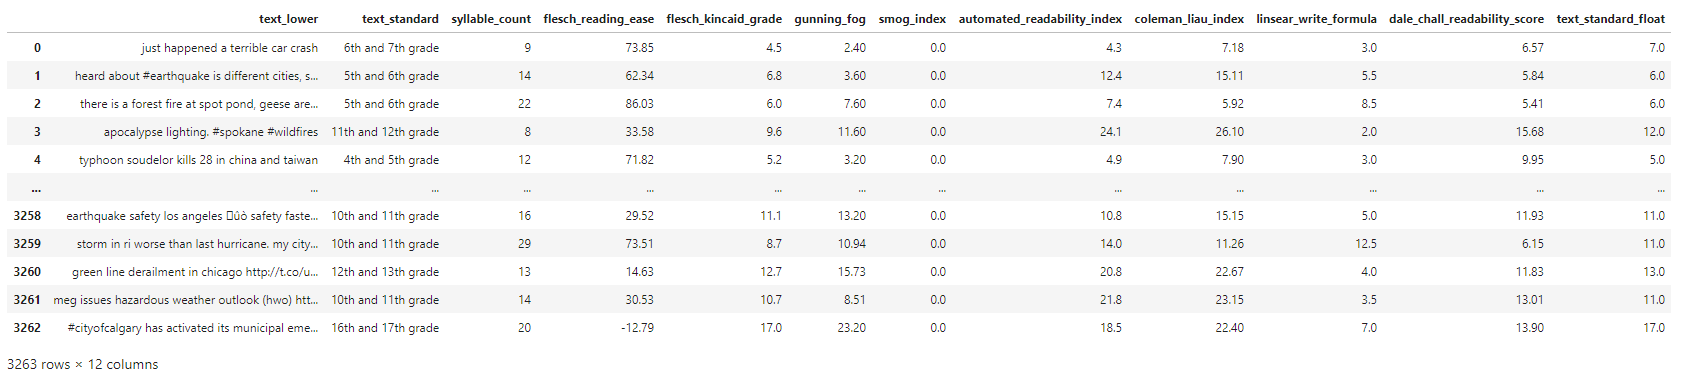 text_lower text_standard syllable_count flesch_reading_ease flesch_kincaid_grade gunning_fog smog_index automated_readability_index coleman_liau_index linsear_write_formula dale_chall_readability_score text_standard_float
0 just happened a terrible car crash 6th and 7th grade 9 73.85 4.5 2.40 0.0 4.3 7.18 3.0 6.57 7.0
1 heard about #earthquake is different cities, s... 5th and 6th grade 14 62.34 6.8 3.60 0.0 12.4 15.11 5.5 5.84 6.0
2 there is a forest fire at spot pond, geese are... 5th and 6th grade 22 86.03 6.0 7.60 0.0 7.4 5.92 8.5 5.41 6.0
3 apocalypse lighting. #spokane #wildfires 11th and 12th grade 8 33.58 9.6 11.60 0.0 24.1 26.10 2.0 15.68 12.0
4 typhoon soudelor kills 28 in china and taiwan 4th and 5th grade 12 71.82 5.2 3.20 0.0 4.9 7.90 3.0 9.95 5.0
... ... ... ... ... ... ... ... ... ... ... ... ...
3258 earthquake safety los angeles □ûò safety faste... 10th and 11th grade 16 29.52 11.1 13.20 0.0 10.8 15.15 5.0 11.93 11.0
3259 storm in ri worse than last hurricane. my city... 10th and 11th grade 29 73.51 8.7 10.94 0.0 14.0 11.26 12.5 6.15 11.0
3260 green line derailment in chicago http://t.co/u... 12th and 13th grade 13 14.63 12.7 15.73 0.0 20.8 22.67 4.0 11.83 13.0
3261 meg issues hazardous weather outlook (hwo) htt... 10th and 11th grade 14 30.53 10.7 8.51 0.0 21.8 23.15 3.5 13.01 11.0
3262 #cityofcalgary has activated its municipal eme... 16th and 17th grade 20 -12.79 17.0 23.20 0.0 18.5 22.40 7.0 13.90 17.0
3263 rows × 12 columns